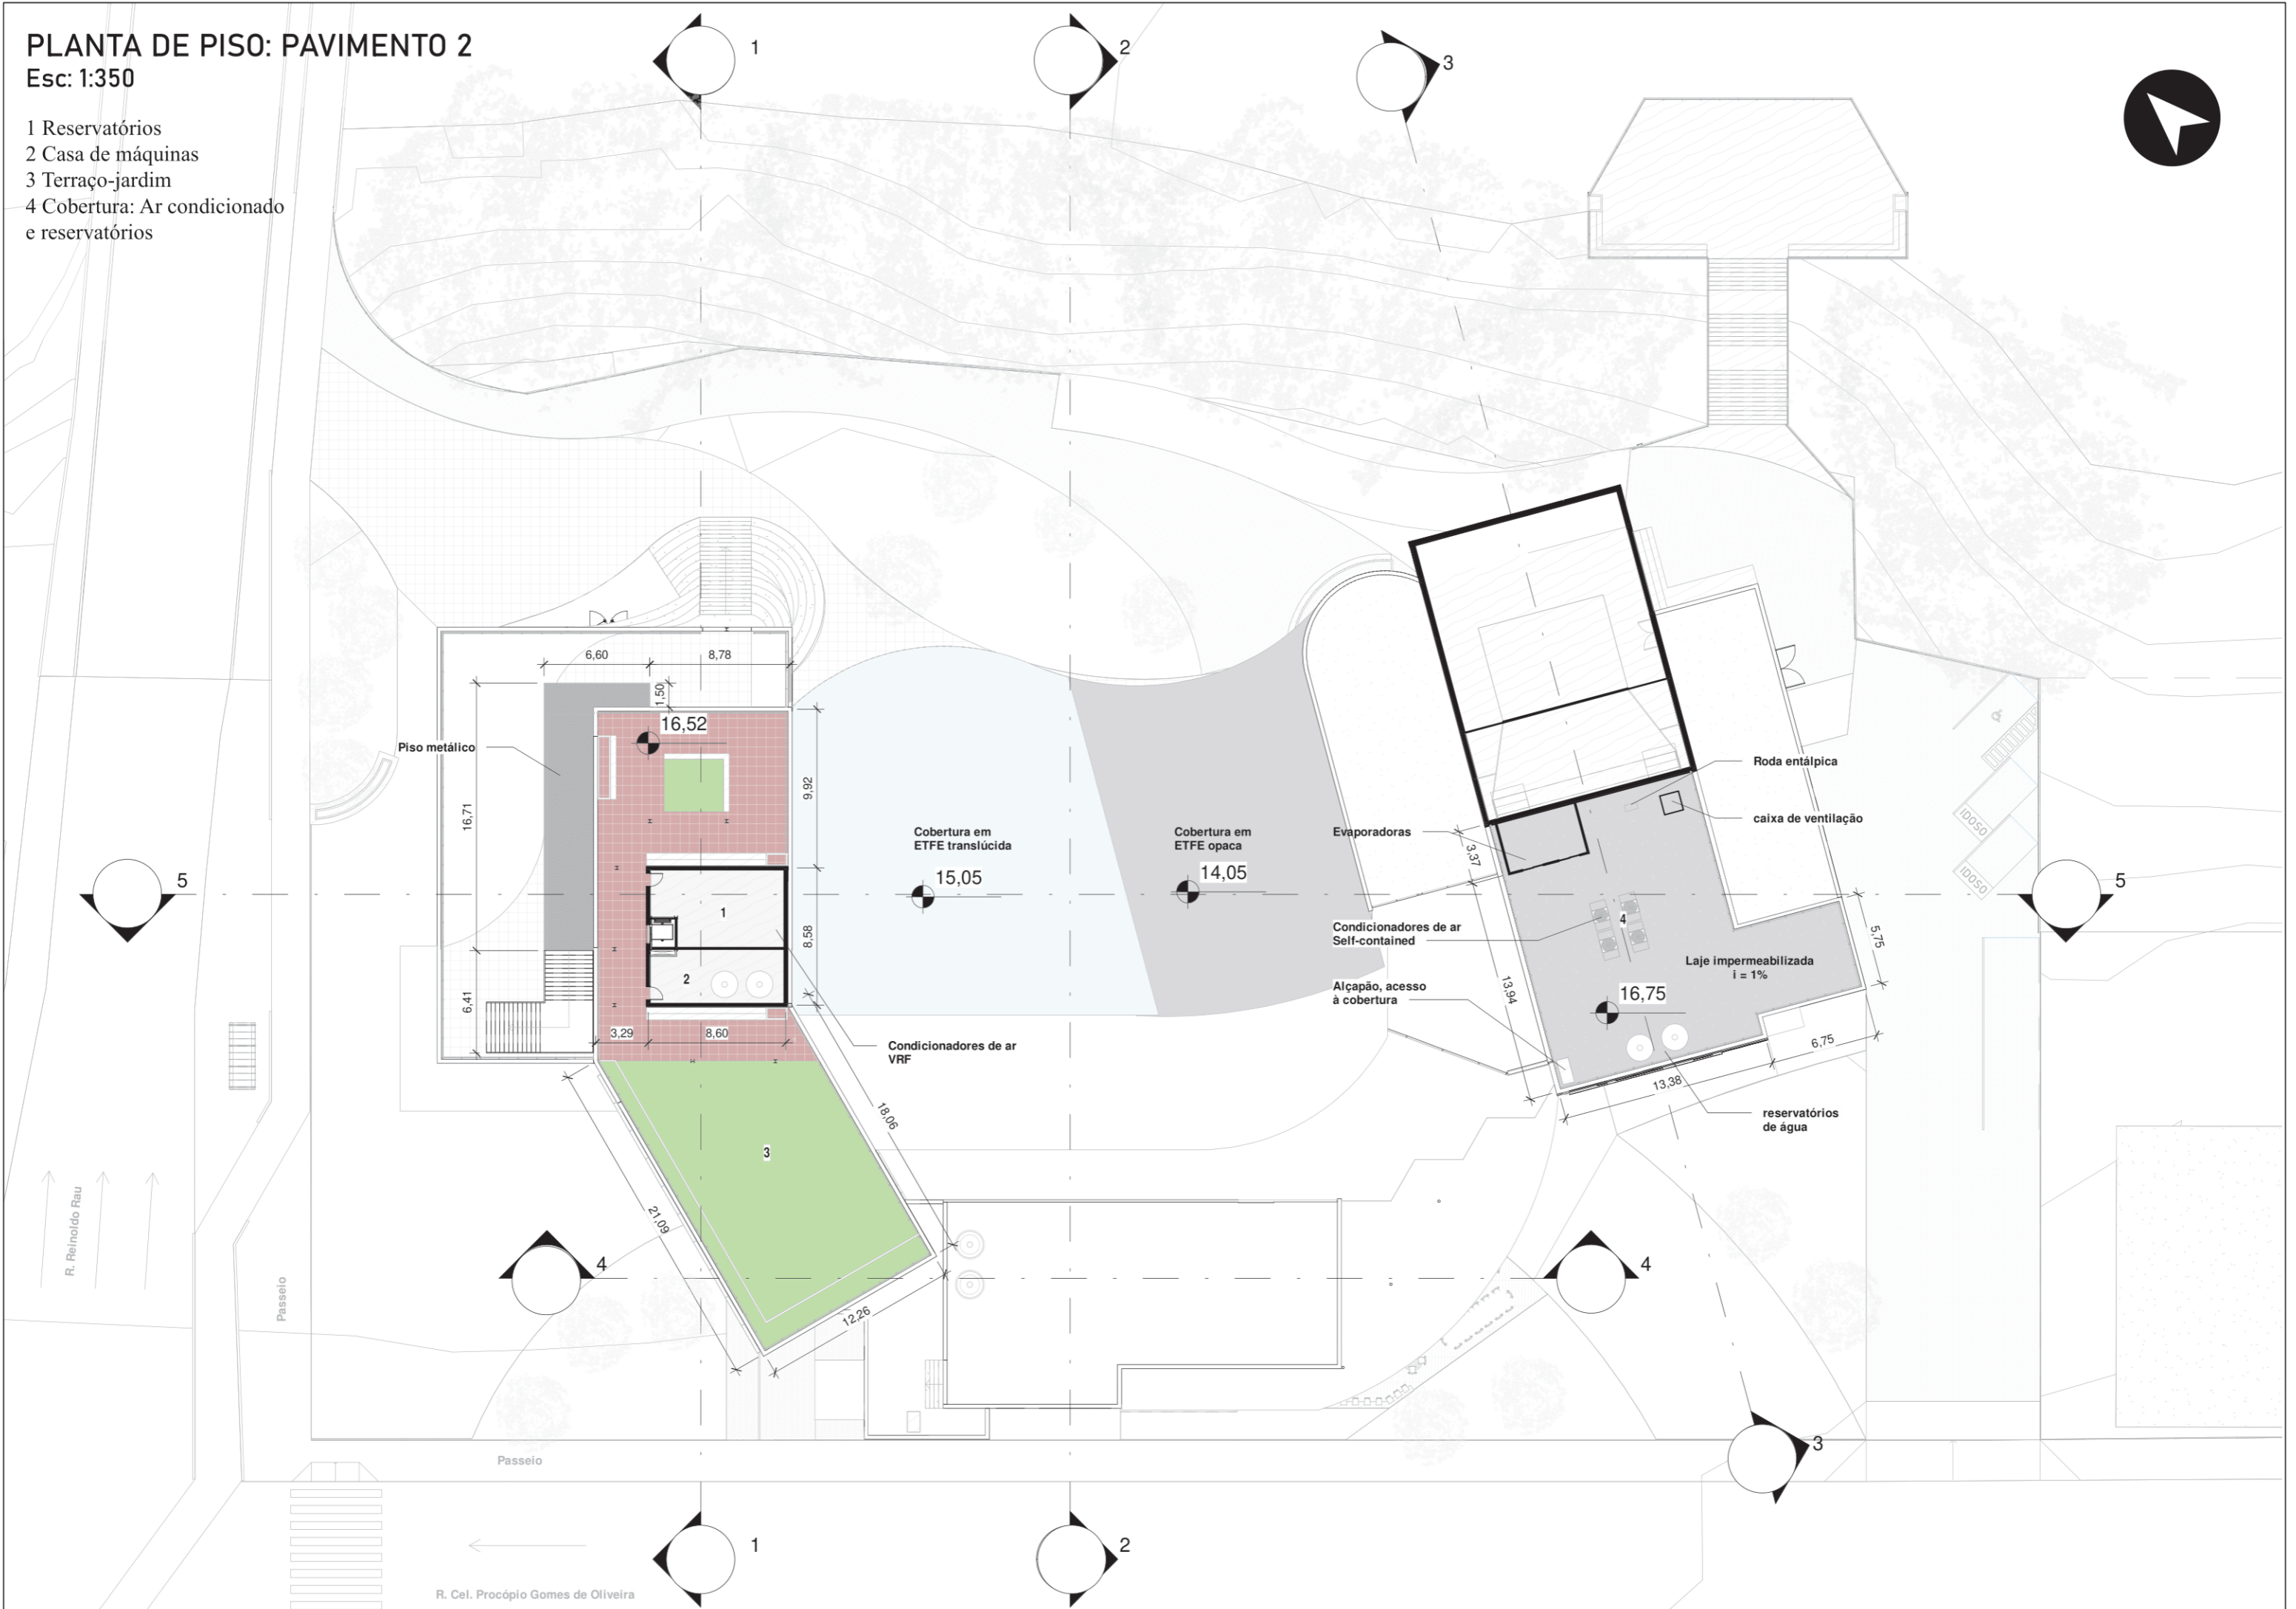 PLANTA DE PISO: PAVIMENTO 2
Esc: 1:350
1 Reservatórios
2 Casa de máquinas
3 Terraço-jardim
4 Cobertura: Ar condicionado
e reservatórios
1
2
3
6,60
8,78
1,50
16,52
Piso metálico
16,71
9,92
Cobertura em
ETFE translúcida
15,05
Cobertura em
ETFE opaca
14,05
Roda entálpica
caixa de ventilação
Evaporadoras
3,37
IDOSO
IDOSO
5
5
1
8,58
2
4
Condicionadores de ar
Self-contained
5,75
Laje impermeabilizada
i = 1%
Alçapão, acesso
à cobertura
13,94
16,75
6,41
3,29
8,60
Condicionadores de ar
VRF
6,75
13,38
reservatórios
de água
18,06
3
21,09
12,26
R. Reinoldo Rau
Passeio
4
4
3
Passeio
1
2
R. Cel. Procópio Gomes de Oliveira